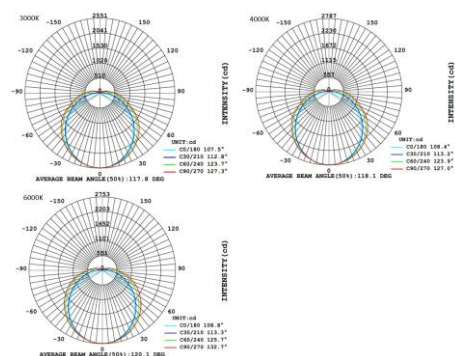 3000K
-/+180
2551
-150
150
2041
1530
-120
120
1020
510
-90
0
90
-60
60
-30
30
0
INTENSITY(cd)
UNIT:cd
C0/180 107.5°
C30/210 112.8°
C60/240 123.7°
C90/270 127.3°
AVERAGE BEAM ANGLE(50%):117.8 DEG
4000K
-/+180
2787
-150
150
2230
1672
-120
120
1115
557
-90
0
90
-60
60
-30
30
0
INTENSITY(cd)
UNIT:cd
C0/180 108.4°
C30/210 113.2°
C60/240 123.9°
C90/270 127.0°
AVERAGE BEAM ANGLE(50%):118.1 DEG
6000K
-/+180
2753
-150
150
2203
1652
-120
120
1101
551
-90
0
90
-60
60
-30
30
0
INTENSITY(cd)
UNIT:cd
C0/180 108.8°
C30/210 113.3°
C60/240 125.7°
C90/270 132.7°
AVERAGE BEAM ANGLE(50%):120.1 DEG